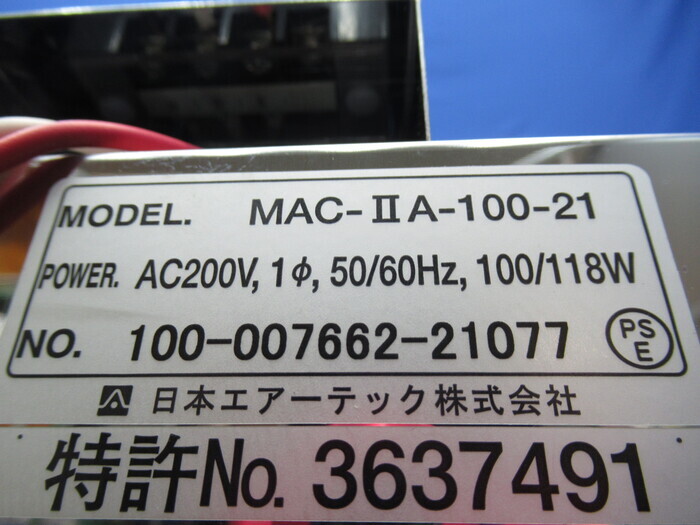 MODEL. MAC-ⅡA-100-21
POWER. AC200V, 1φ, 50/60Hz, 100/118W
NO. 100-007662-21077 PSE
日本エアーテック株式会社
特許No. 3637491